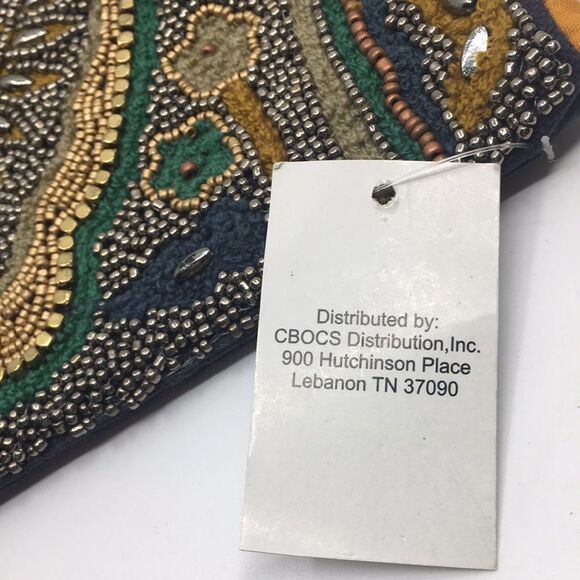 Distributed by:
CBOCS Distribution,Inc.
900 Hutchinson Place
Lebanon TN 37090